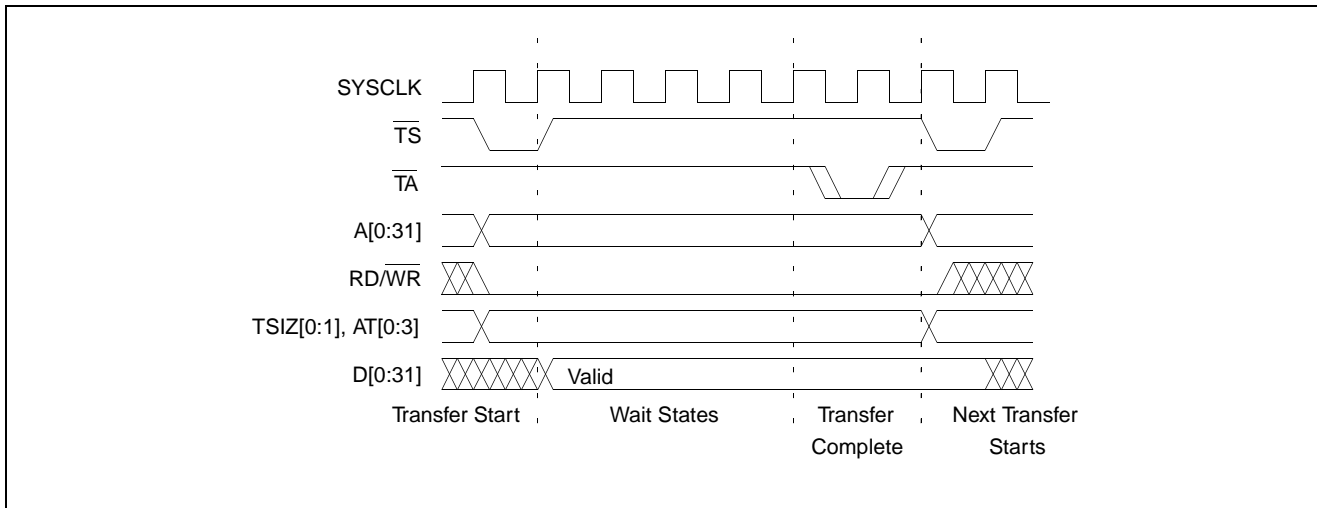 SYSCLK
TS
TA
A[0:31]
RD/WR
TSIZ[0:1], AT[0:3]
D[0:31]
Valid
Transfer Start
Wait States
Transfer
Complete
Next Transfer
Starts